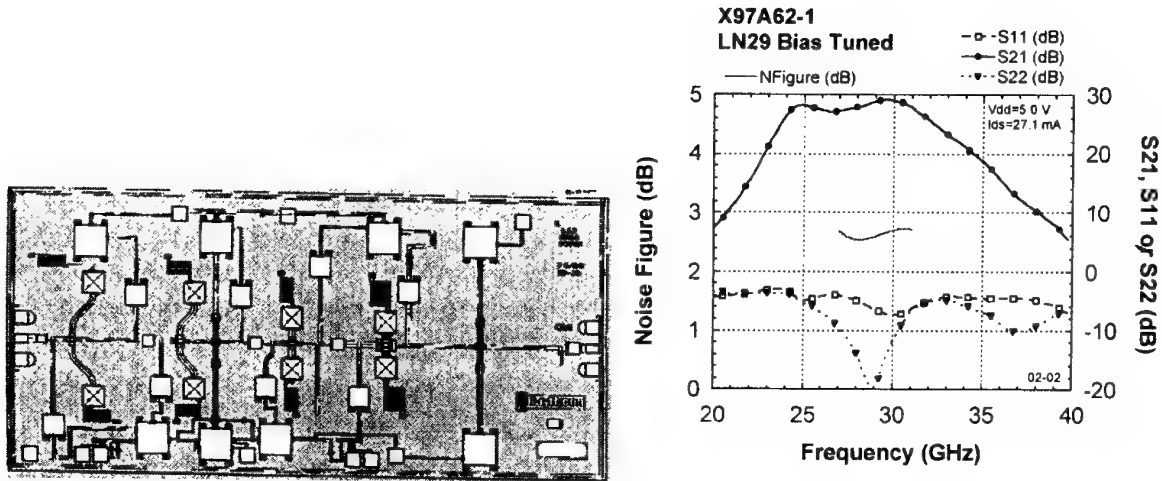 X97A62-1
LN29 Bias Tuned
S11 (dB)
S21 (dB)
NFigure (dB)
S22 (dB)
Vdd=5.0 V
Ids=27.1 mA
5
4
3
2
1
0
Noise Figure (dB)
30
20
10
0
-10
-20
S21, S11 or S22 (dB)
02-02
20
25
30
35
40
Frequency (GHz)